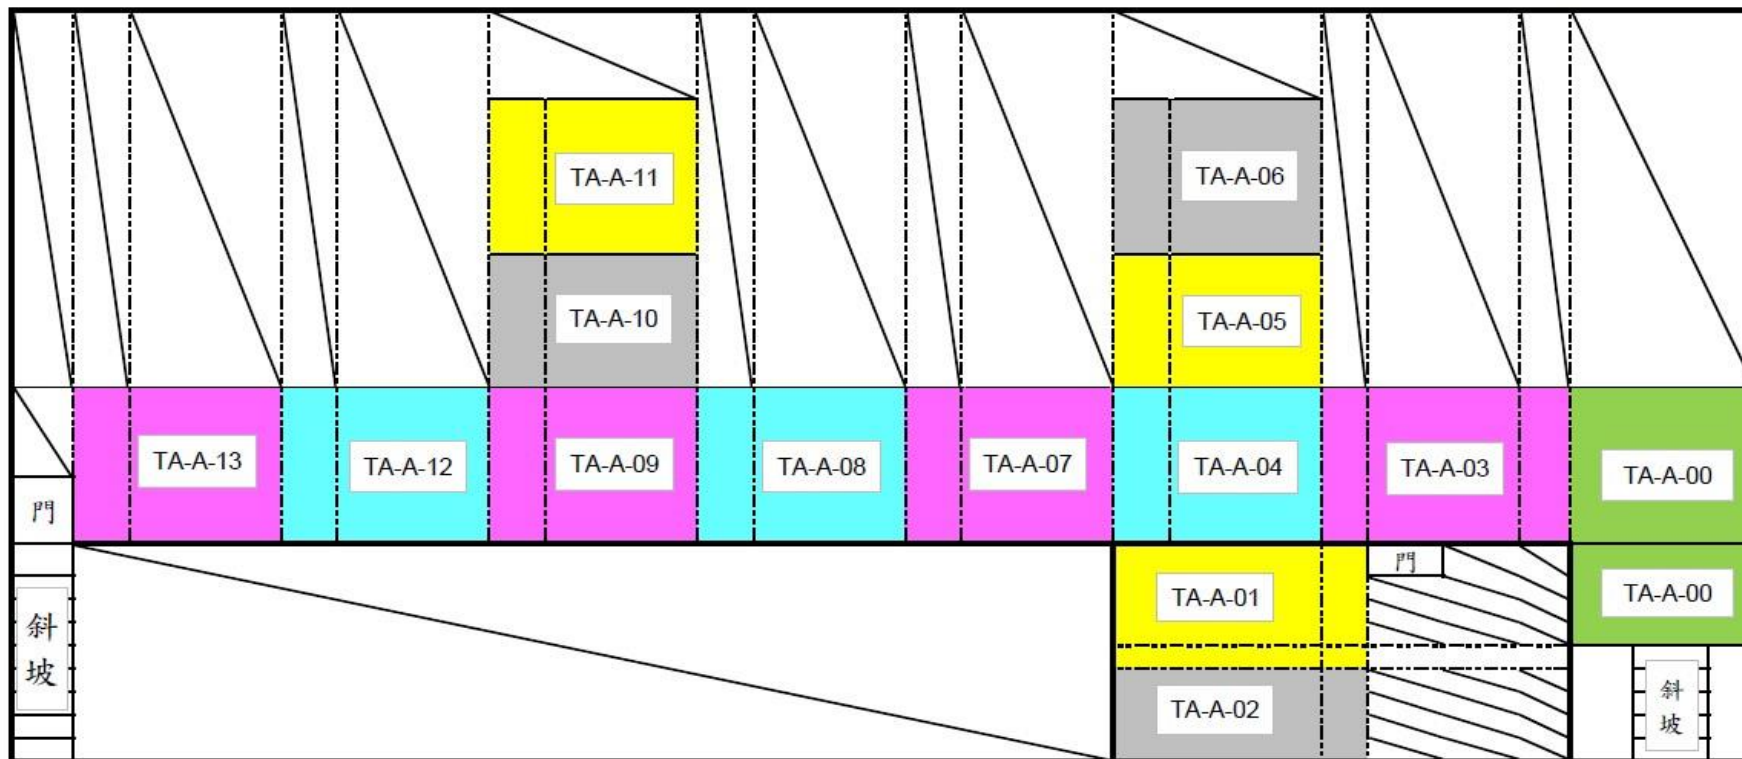 TA-A-11
TA-A-06
TA-A-10
TA-A-05
TA-A-13
TA-A-12
TA-A-09
TA-A-08
TA-A-07
TA-A-04
TA-A-03
TA-A-00
門
門
TA-A-01
TA-A-00
斜
坡
TA-A-02
斜
坡